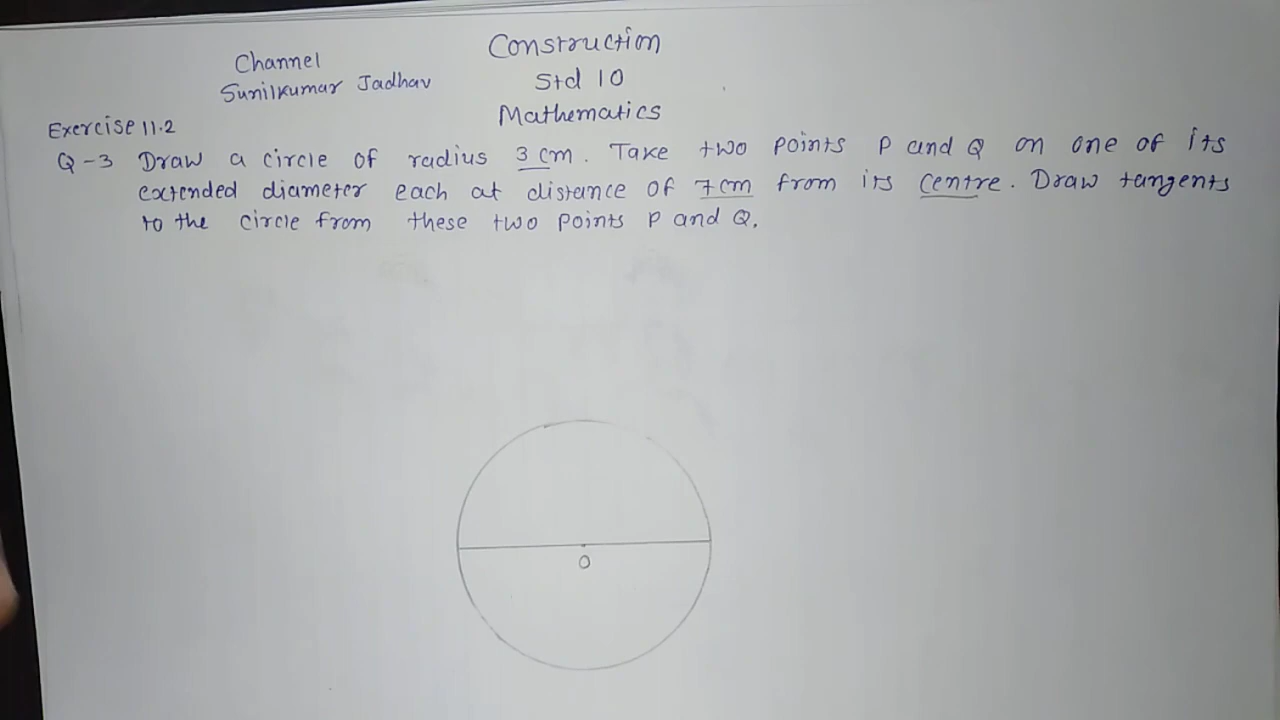 Construction
Channel
Sunilkumar Jadhav
Std 10
Mathematics
Exercise 11.2
Q-3 Draw a circle of radius 3 cm. Take two points P and Q on one of its
extended diameter each at distance of 7cm from its centre. Draw tangents
to the circle from these two points P and Q.
O